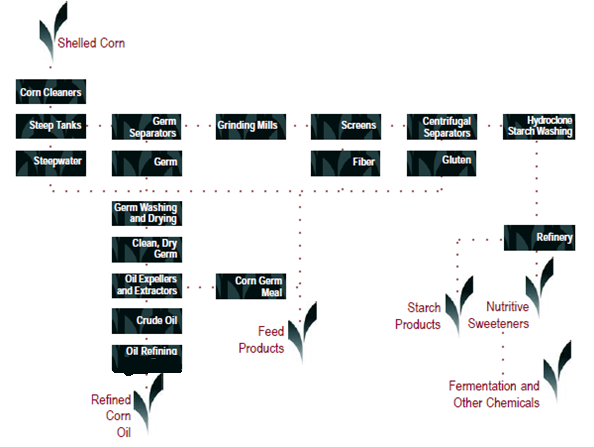 Shelled Corn
Corn Cleaners
Steep Tanks
Germ
Separators
Grinding Mills
Screens
Centrifugal
Separators
Hydroclone
Starch Washing
Steepwater
Germ
Fiber
Gluten
Germ Washing
and Drying
Clean, Dry
Germ
Refinery
Oil Expellers
and Extractors
Corn Germ
Meal
Crude Oil
Oil Refining
Feed
Products
Starch
Products
Nutritive
Sweeteners
Fermentation and
Other Chemicals
Refined
Corn
Oil